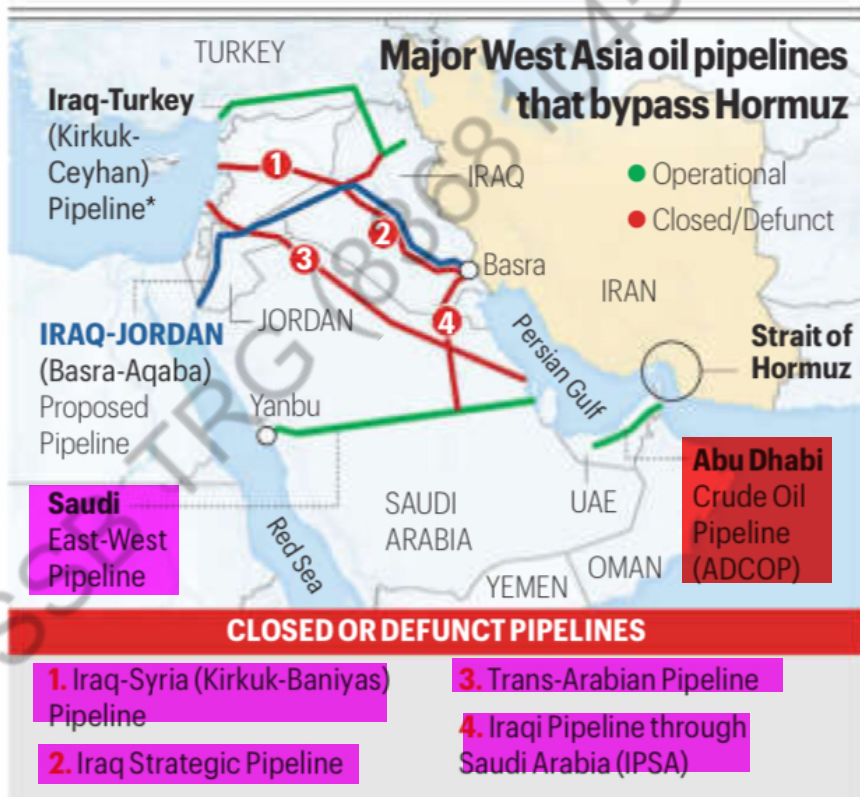 Major West Asia oil pipelines
that bypass Hormuz
TURKEY
Iraq-Turkey
(Kirkuk-
Ceyhan)
Pipeline*
Operational
Closed/Defunct
IRAQ
1
2
3
4
Basra
IRAN
JORDAN
Persian Gulf
Strait of
Hormuz
IRAQ-JORDAN
(Basra-Aqaba)
Proposed
Pipeline
Yanbu
Saudi
East-West
Pipeline
SAUDI
ARABIA
UAE
Abu Dhabi
Crude Oil
Pipeline
(ADCOP)
Red Sea
YEMEN
OMAN
CLOSED OR DEFUNCT PIPELINES
1. Iraq-Syria (Kirkuk-Baniyas)
Pipeline
2. Iraq Strategic Pipeline
3. Trans-Arabian Pipeline
4. Iraqi Pipeline through
Saudi Arabia (IPSA)